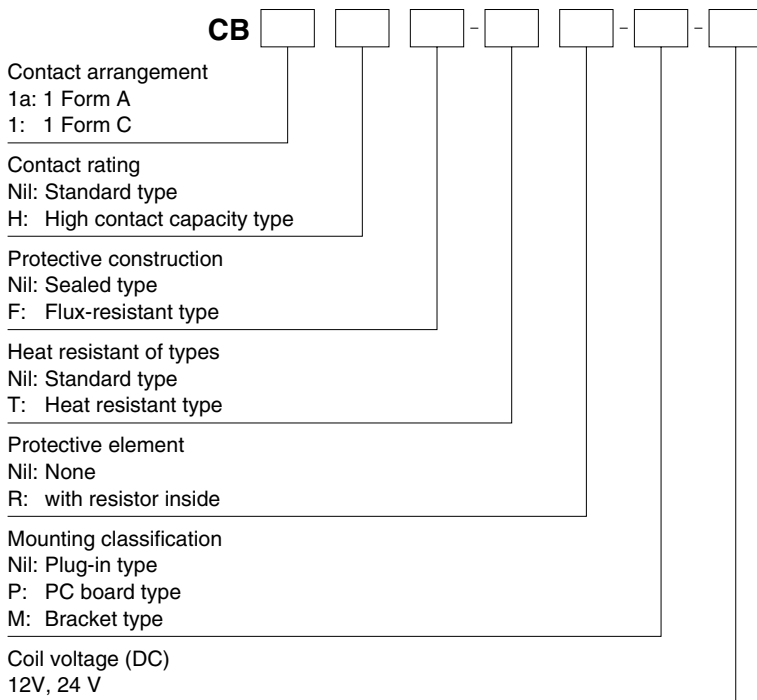 CB - - -
Contact arrangement
1a: 1 Form A
1: 1 Form C
Contact rating
Nil: Standard type
H: High contact capacity type
Protective construction
Nil: Sealed type
F: Flux-resistant type
Heat resistant of types
Nil: Standard type
T: Heat resistant type
Protective element
Nil: None
R: with resistor inside
Mounting classification
Nil: Plug-in type
P: PC board type
M: Bracket type
Coil voltage (DC)
12V, 24 V